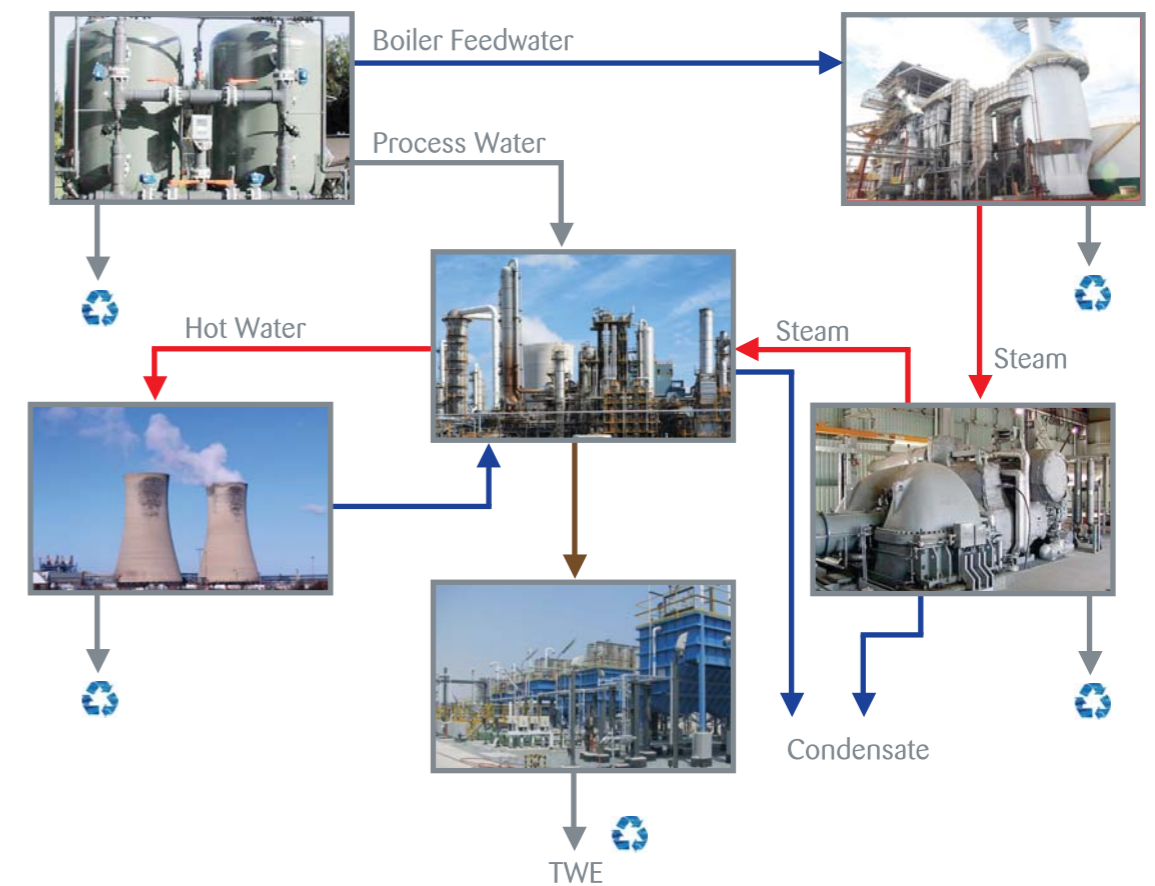 Boiler Feedwater
Process Water
Hot Water
Steam
Steam
Condensate
TWE